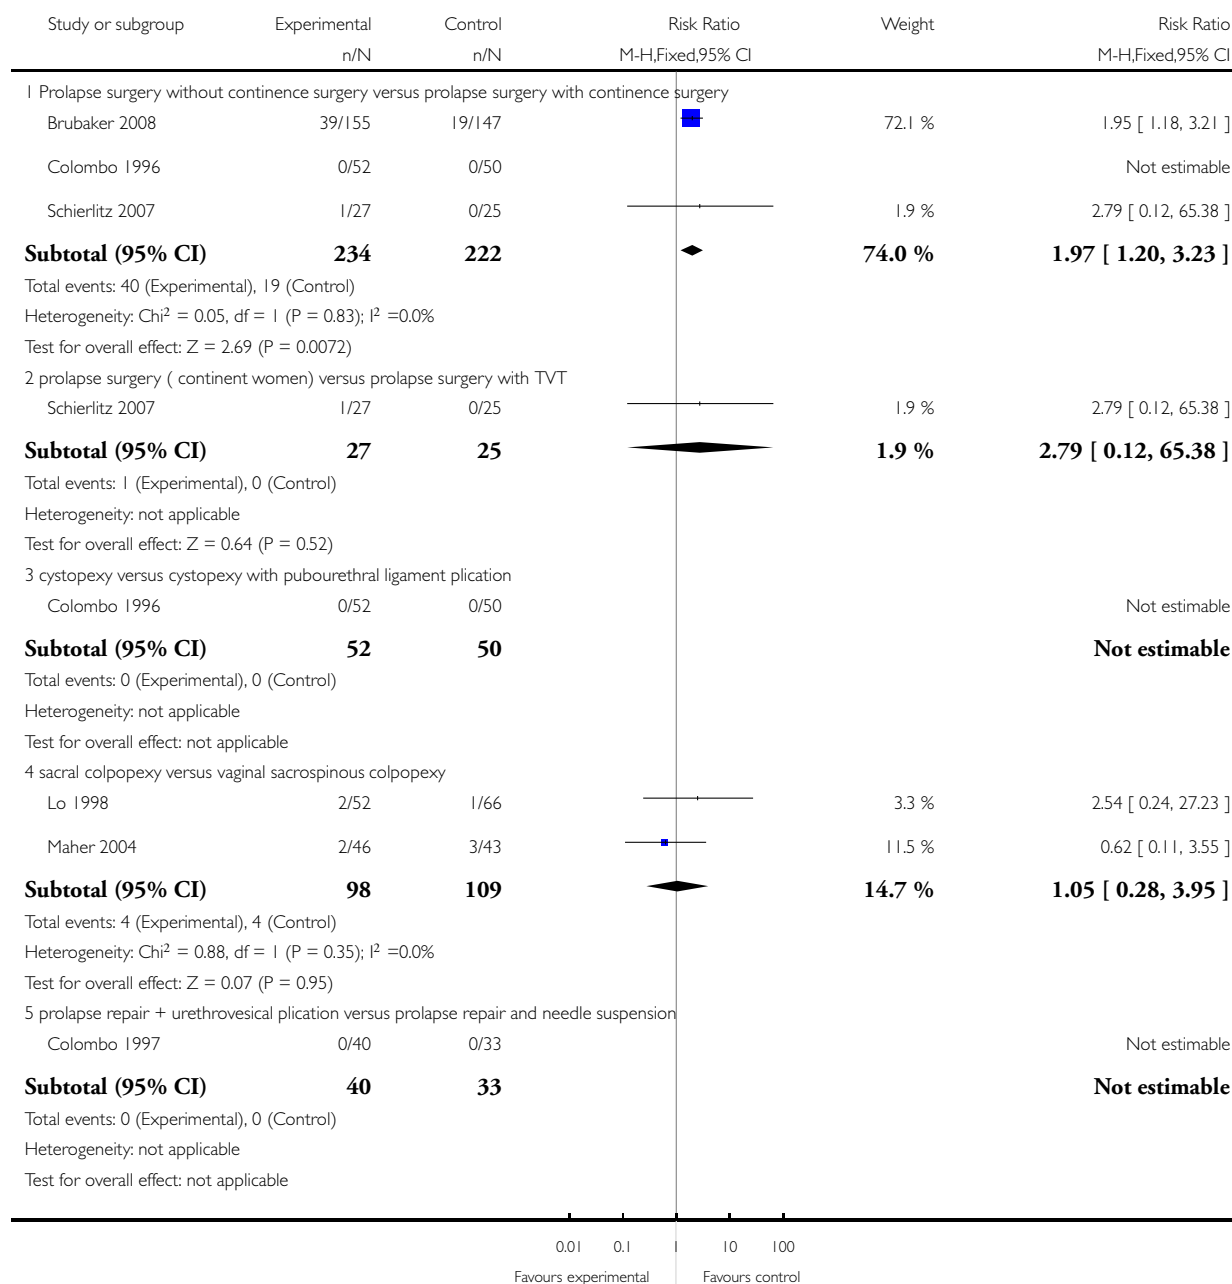 Study or subgroup Experimental Control Risk Ratio Weight Risk Ratio
n/N n/N M-H,Fixed,95% CI M-H,Fixed,95% CI
1 Prolapse surgery without continence surgery versus prolapse surgery with continence surgery
Brubaker 2008 39/155 19/147 72.1 % 1.95 [ 1.18, 3.21 ]
Colombo 1996 0/52 0/50 Not estimable
Schierlitz 2007 1/27 0/25 1.9 % 2.79 [ 0.12, 65.38 ]
Subtotal (95% CI) 234 222 74.0 % 1.97 [ 1.20, 3.23 ]
Total events: 40 (Experimental), 19 (Control)
Heterogeneity: Chi² = 0.05, df = 1 (P = 0.83); I² =0.0%
Test for overall effect: Z = 2.69 (P = 0.0072)
2 prolapse surgery ( continent women) versus prolapse surgery with TVT
Schierlitz 2007 1/27 0/25 1.9 % 2.79 [ 0.12, 65.38 ]
Subtotal (95% CI) 27 25 1.9 % 2.79 [ 0.12, 65.38 ]
Total events: 1 (Experimental), 0 (Control)
Heterogeneity: not applicable
Test for overall effect: Z = 0.64 (P = 0.52)
3 cystopexy versus cystopexy with pubourethral ligament plication
Colombo 1996 0/52 0/50 Not estimable
Subtotal (95% CI) 52 50 Not estimable
Total events: 0 (Experimental), 0 (Control)
Heterogeneity: not applicable
Test for overall effect: not applicable
4 sacral colpopexy versus vaginal sacrospinous colpopexy
Lo 1998 2/52 1/66 3.3 % 2.54 [ 0.24, 27.23 ]
Maher 2004 2/46 3/43 11.5 % 0.62 [ 0.11, 3.55 ]
Subtotal (95% CI) 98 109 14.7 % 1.05 [ 0.28, 3.95 ]
Total events: 4 (Experimental), 4 (Control)
Heterogeneity: Chi² = 0.88, df = 1 (P = 0.35); I² =0.0%
Test for overall effect: Z = 0.07 (P = 0.95)
5 prolapse repair + urethrovesical plication versus prolapse repair and needle suspension
Colombo 1997 0/40 0/33 Not estimable
Subtotal (95% CI) 40 33 Not estimable
Total events: 0 (Experimental), 0 (Control)
Heterogeneity: not applicable
Test for overall effect: not applicable
0.01 0.1 1 10 100
Favours experimental Favours control